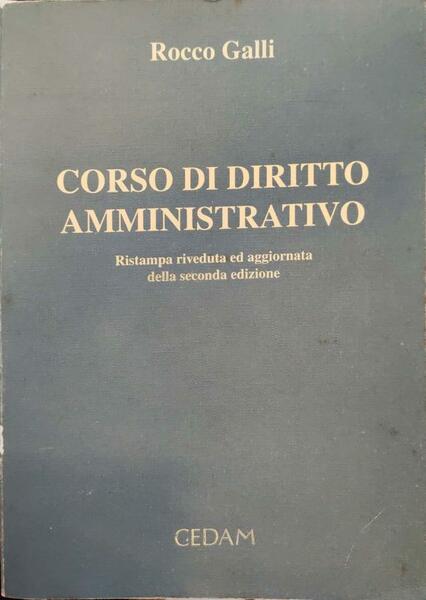 Rocco Galli
CORSO DI DIRITTO
AMMINISTRATIVO
Ristampa riveduta ed aggiornata
della seconda edizione
CEDAM